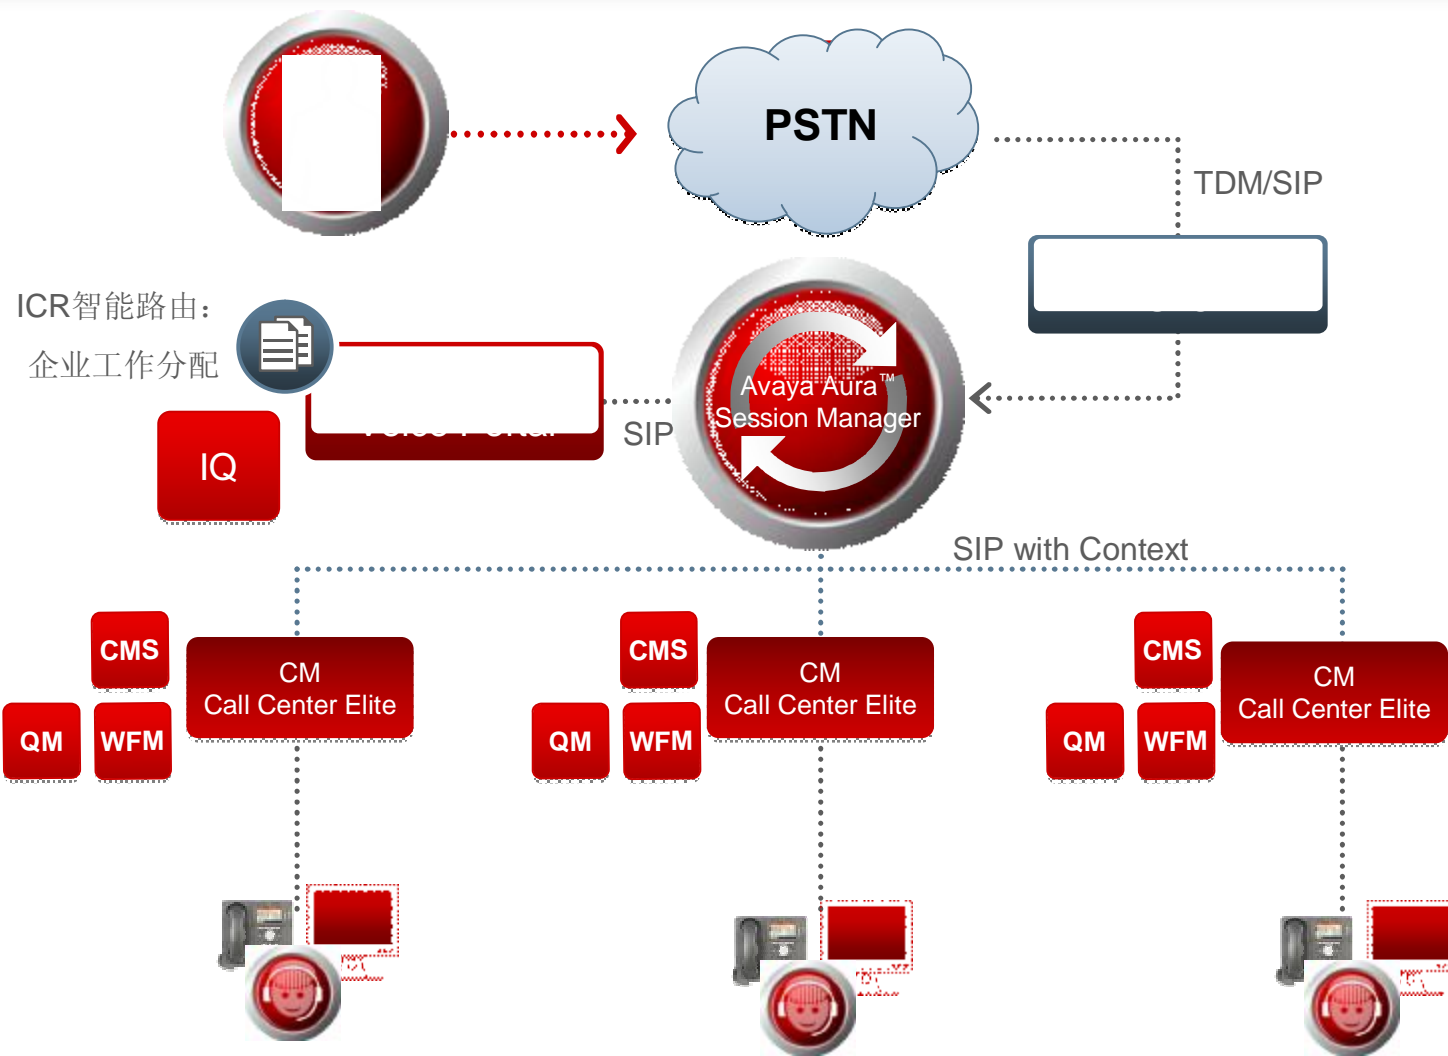 PSTN
TDM/SIP
ICR智能路由：
企业工作分配
IQ
SIP
Avaya Aura™
Session Manager
SIP with Context
CMS
QM
WFM
CM
Call Center Elite
CMS
QM
WFM
CM
Call Center Elite
CMS
QM
WFM
CM
Call Center Elite